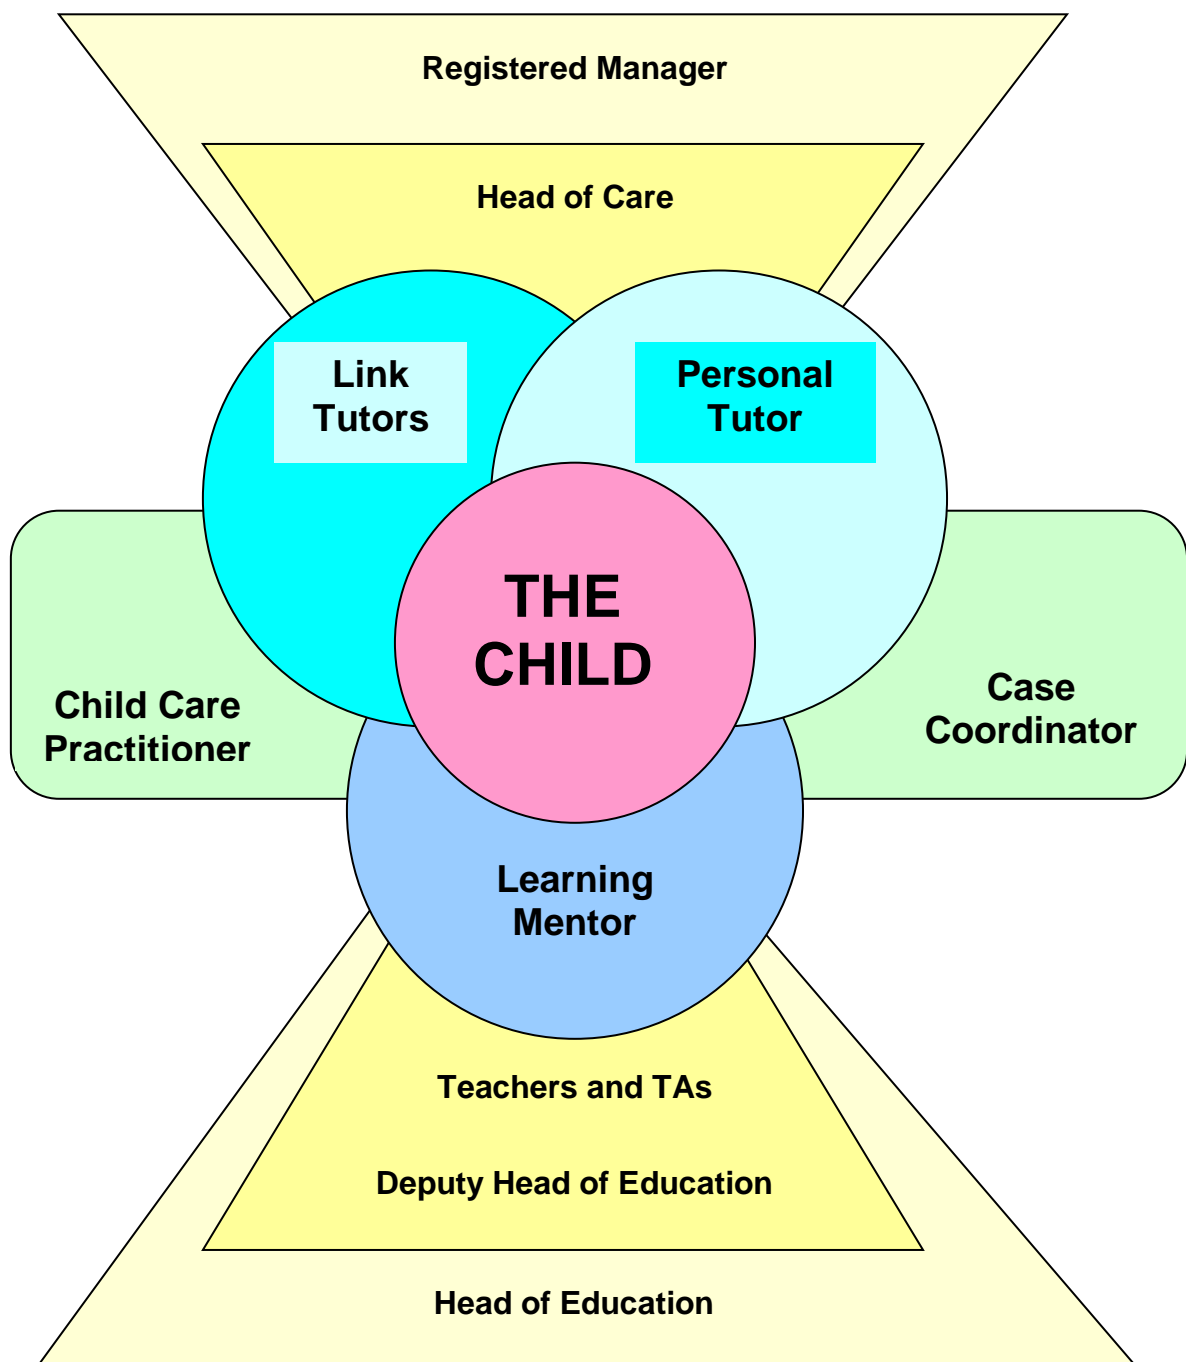 Registered Manager
Head of Care
Link
Tutors
Personal
Tutor
THE
CHILD
Child Care
Practitioner
Case
Coordinator
Learning
Mentor
Teachers and TAs
Deputy Head of Education
Head of Education